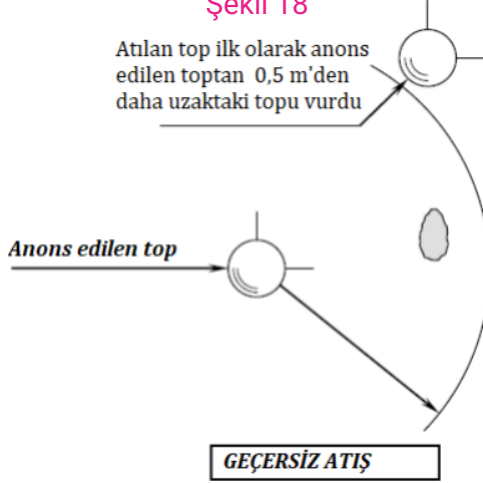 Şekil 18
Atılan top ilk olarak anons
edilen toptan 0,5 m'den
daha uzaktaki topu vurdu
Anons edilen top
GEÇERSİZ ATIŞ